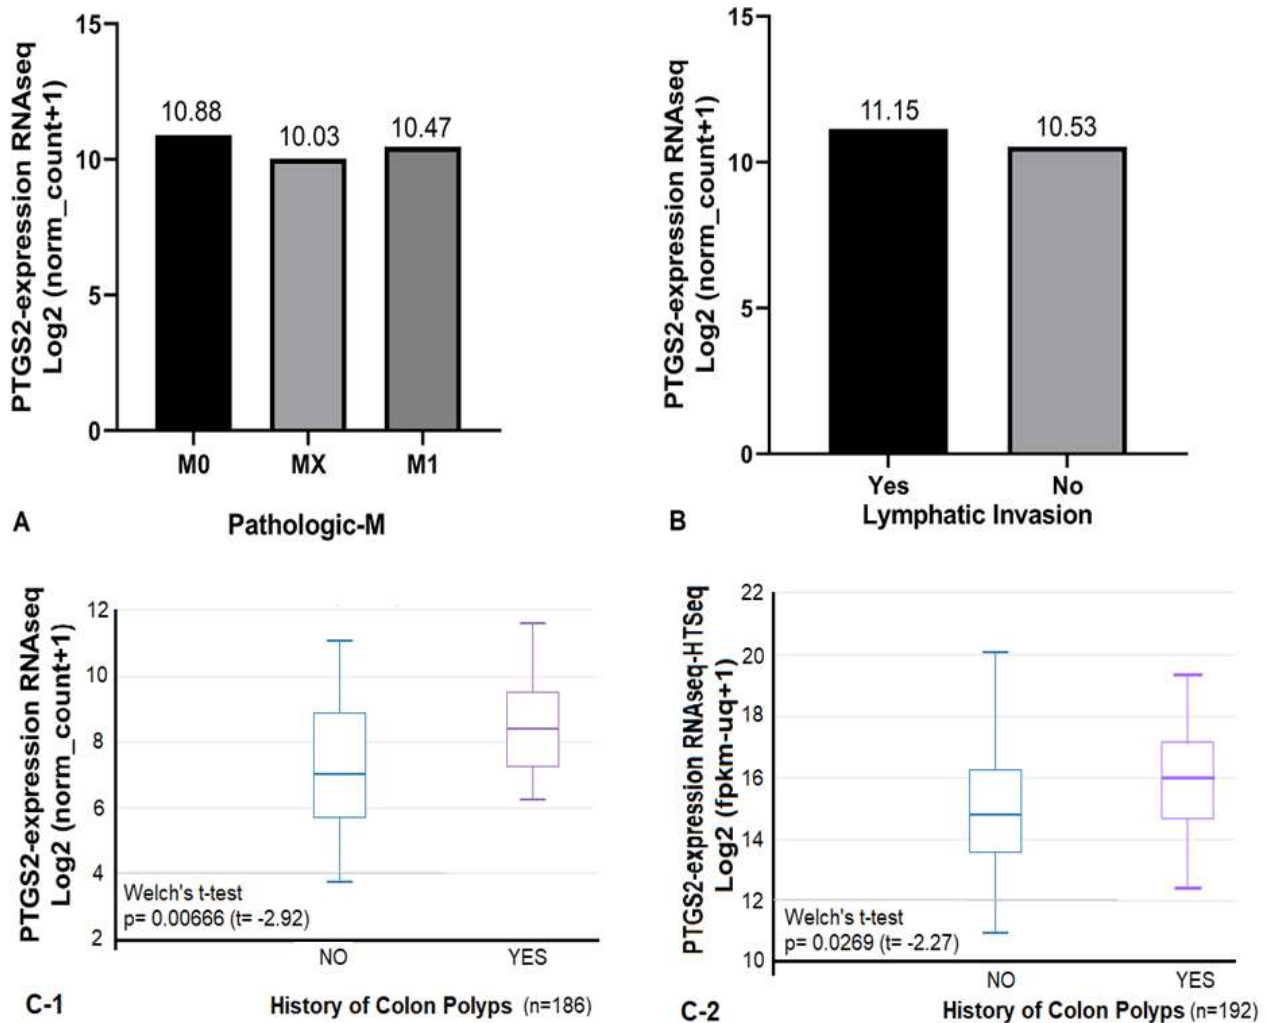 PTGS2-expression RNAseq
Log2 (norm_count+1)
15
10
5
0
10.88
10.03
10.47
M0 MX M1
A Pathologic-M
PTGS2-expression RNAseq
Log2 (norm_count+1)
15
10
5
0
11.15
10.53
Yes No
B Lymphatic Invasion
PTGS2-expression RNAseq
Log2 (norm_count+1)
12
10
8
6
4
2
Welch's t-test
p= 0.00666 (t= -2.92)
NO YES
C-1 History of Colon Polyps (n=186)
PTGS2-expression RNAseq-HTSeq
Log2 (fpkm-uq+1)
22
20
18
16
14
12
10
Welch's t-test
p= 0.0269 (t= -2.27)
NO YES
C-2 History of Colon Polyps (n=192)